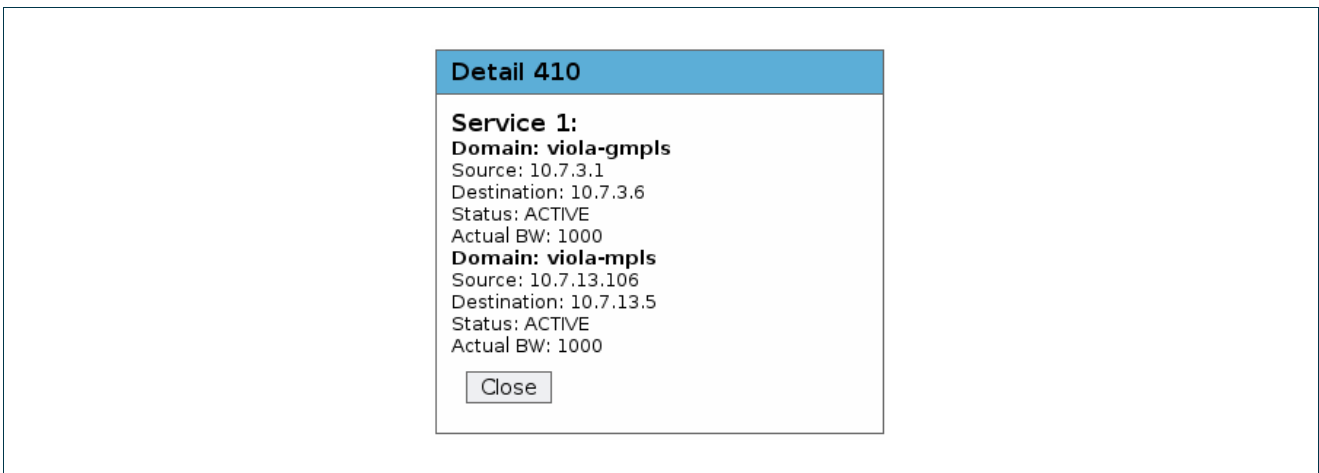 Detail 410
Service 1:
Domain: viola-gmpls
Source: 10.7.3.1
Destination: 10.7.3.6
Status: ACTIVE
Actual BW: 1000
Domain: viola-mpls
Source: 10.7.13.106
Destination: 10.7.13.5
Status: ACTIVE
Actual BW: 1000
Close